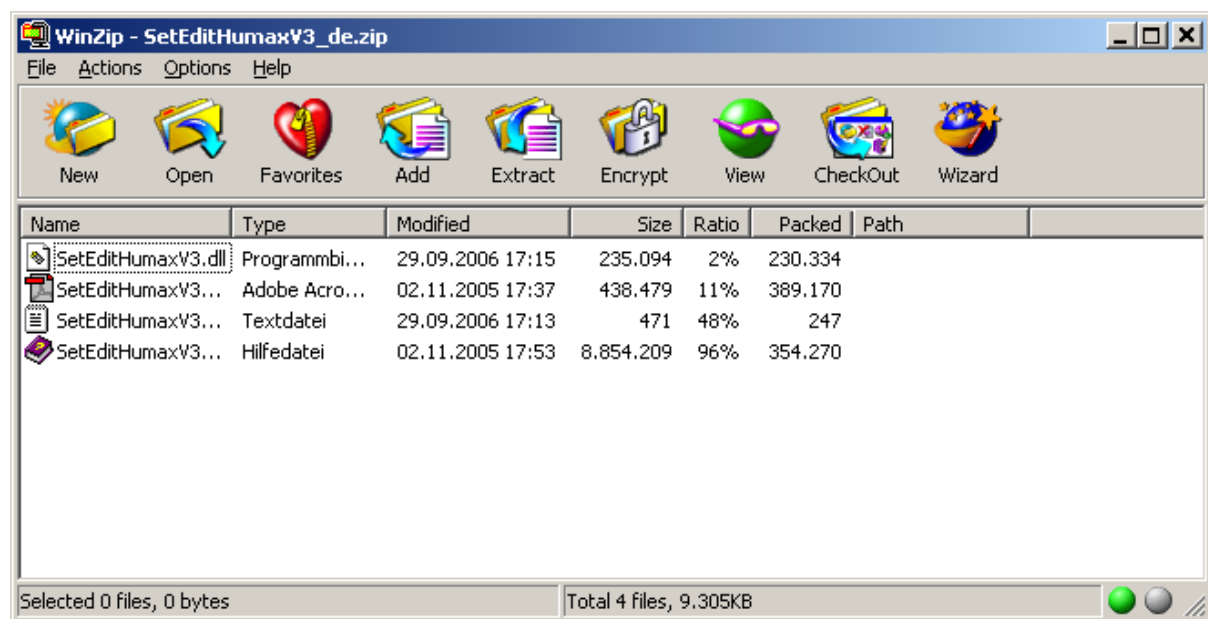 WinZip - SetEditHumaxV3_de.zip
File Actions Options Help
New Open Favorites Add Extract Encrypt View CheckOut Wizard
Name Type Modified Size Ratio Packed Path
SetEditHumaxV3.dll Programmbi... 29.09.2006 17:15 235.094 2% 230.334
SetEditHumaxV3... Adobe Acro... 02.11.2005 17:37 438.479 11% 389.170
SetEditHumaxV3... Textdatei 29.09.2006 17:13 471 48% 247
SetEditHumaxV3... Hilfedatei 02.11.2005 17:53 8.854.209 96% 354.270
Selected 0 files, 0 bytes Total 4 files, 9.305KB